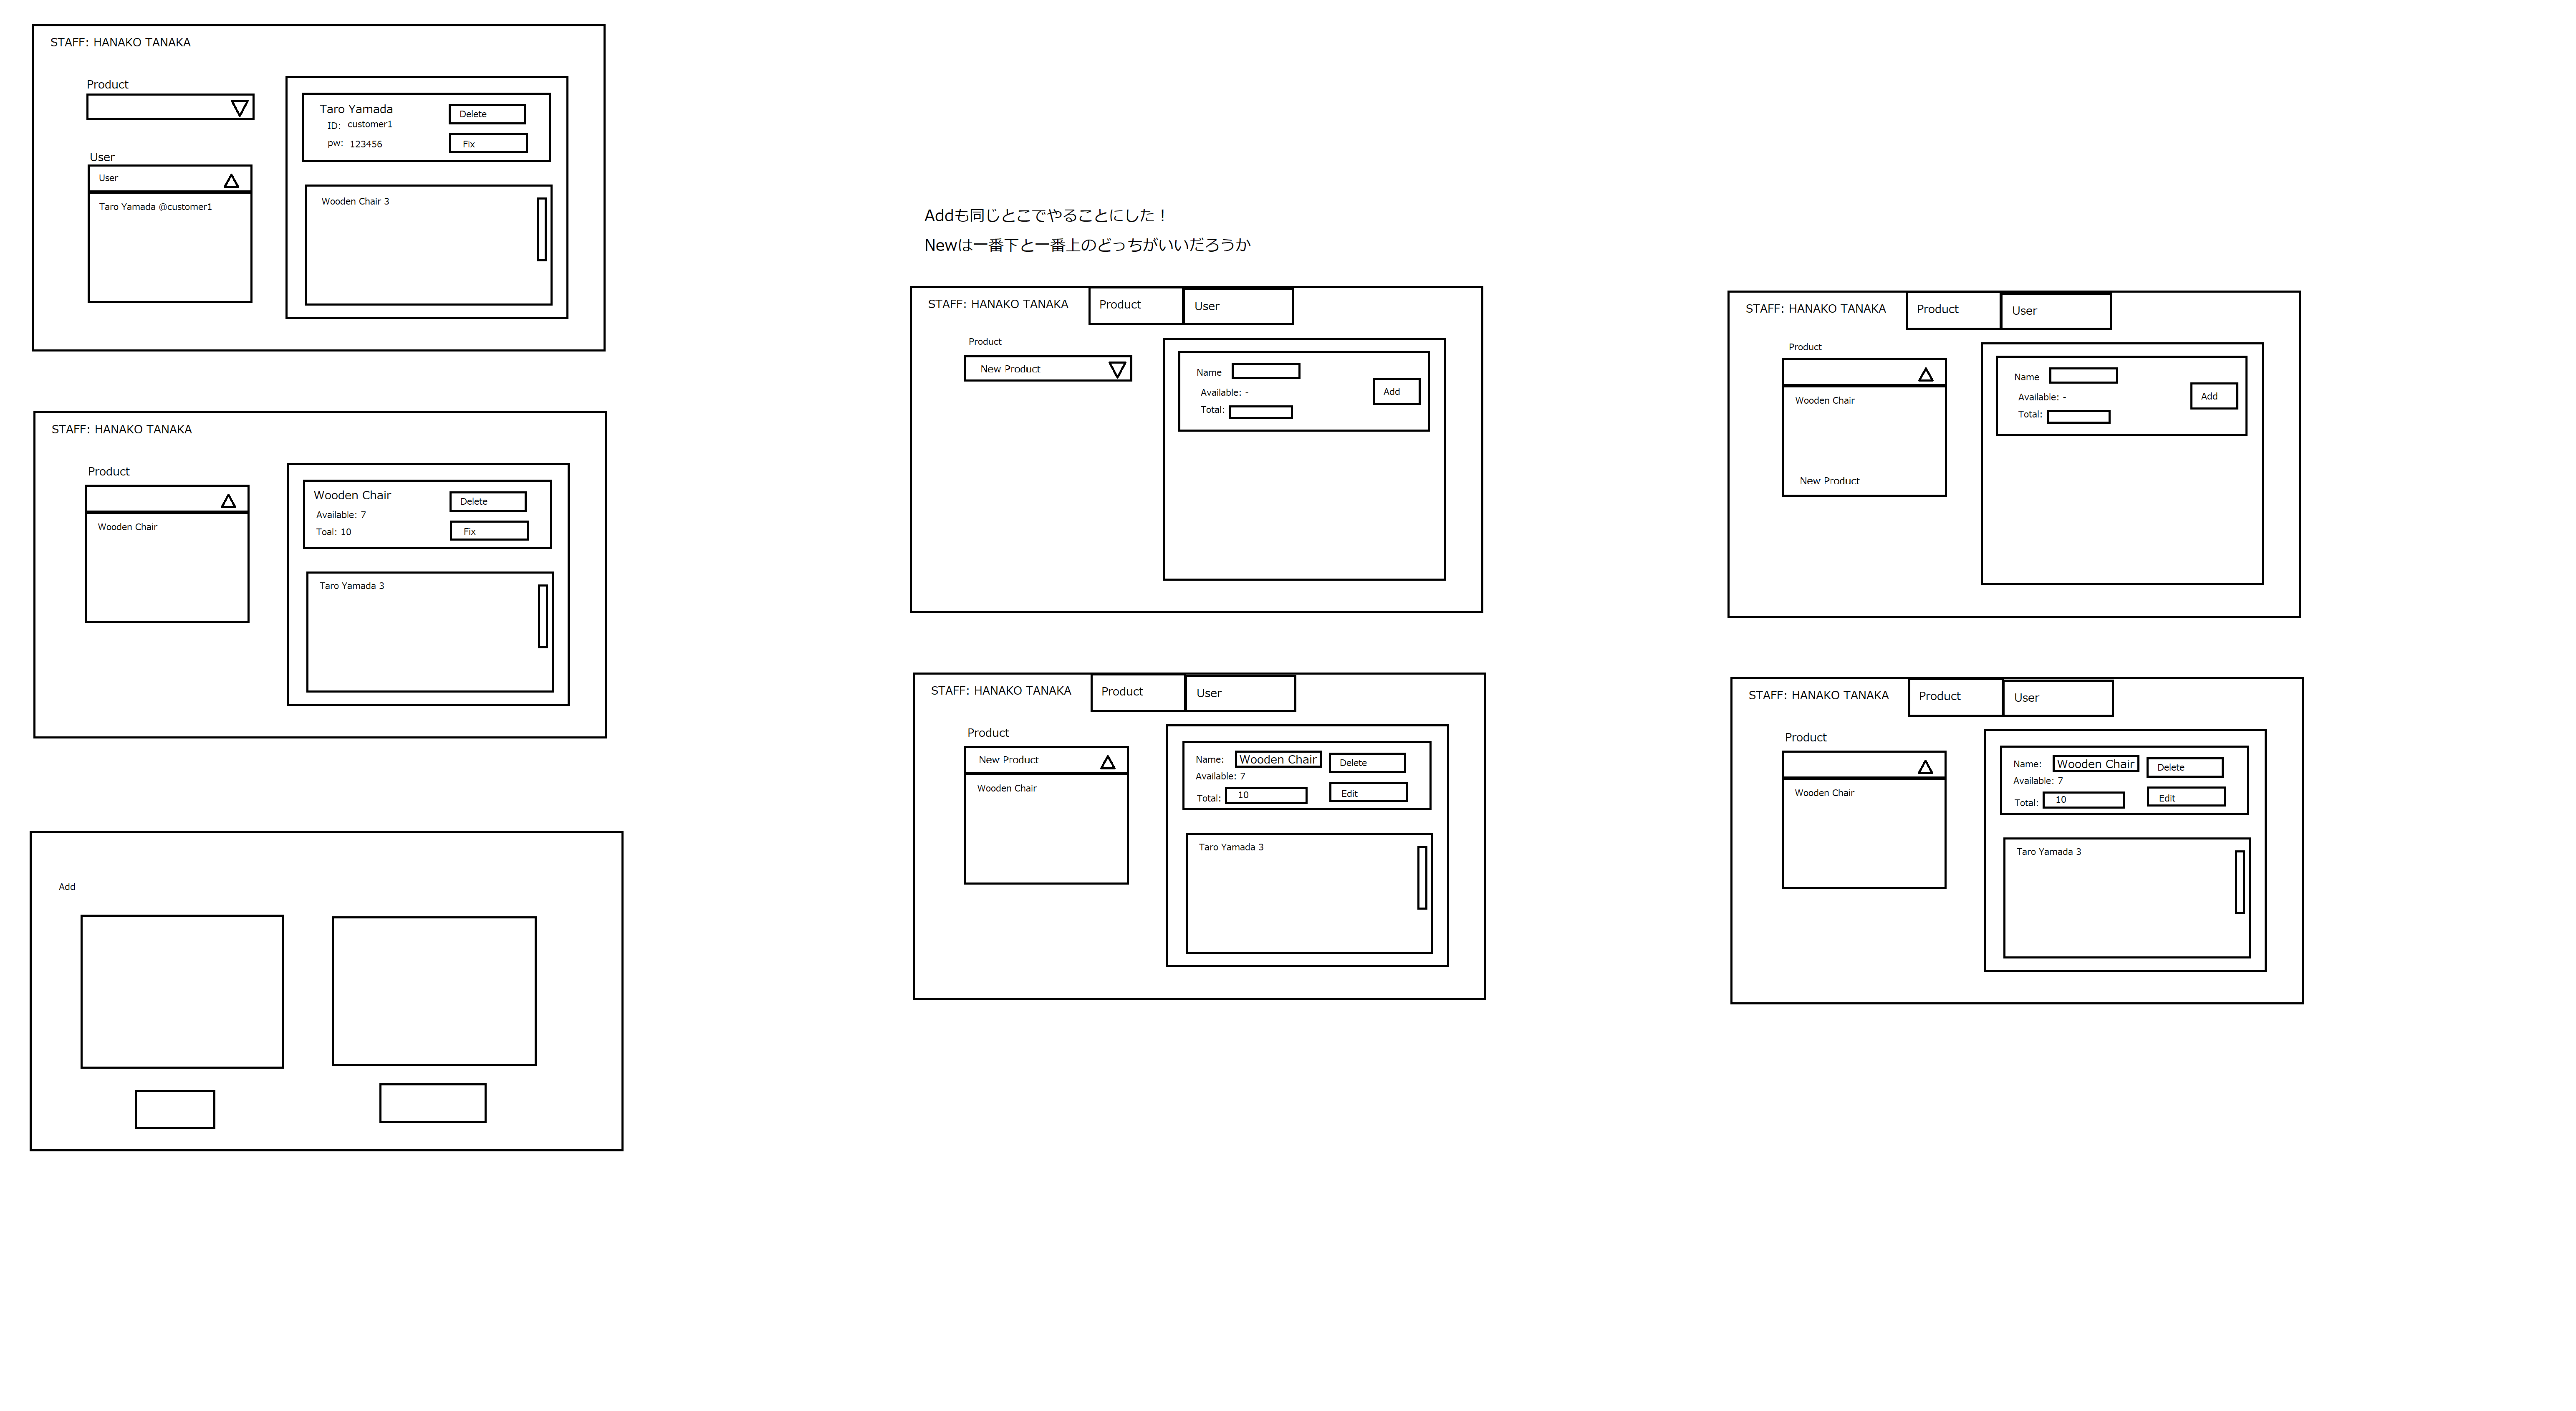 STAFF: HANAKO TANAKA
Product
User
User
Taro Yamada @customer1
Taro Yamada
ID: customer1
pw: 123456
Delete
Fix
Wooden Chair 3
STAFF: HANAKO TANAKA
Product
Wooden Chair
Wooden Chair
Available: 7
Toal: 10
Delete
Fix
Taro Yamada 3
Add
Addも同じとこでやることにした！
Newは一番下と一番上のどっちがいいだろうか
STAFF: HANAKO TANAKA
Product
User
Product
New Product
Name
Available: -
Total:
Add
STAFF: HANAKO TANAKA
Product
User
Product
New Product
Wooden Chair
Name: Wooden Chair
Available: 7
Total: 10
Delete
Edit
Taro Yamada 3
STAFF: HANAKO TANAKA
Product
User
Product
Wooden Chair
New Product
Name
Available: -
Total:
Add
STAFF: HANAKO TANAKA
Product
User
Product
Wooden Chair
Name: Wooden Chair
Available: 7
Total: 10
Delete
Edit
Taro Yamada 3